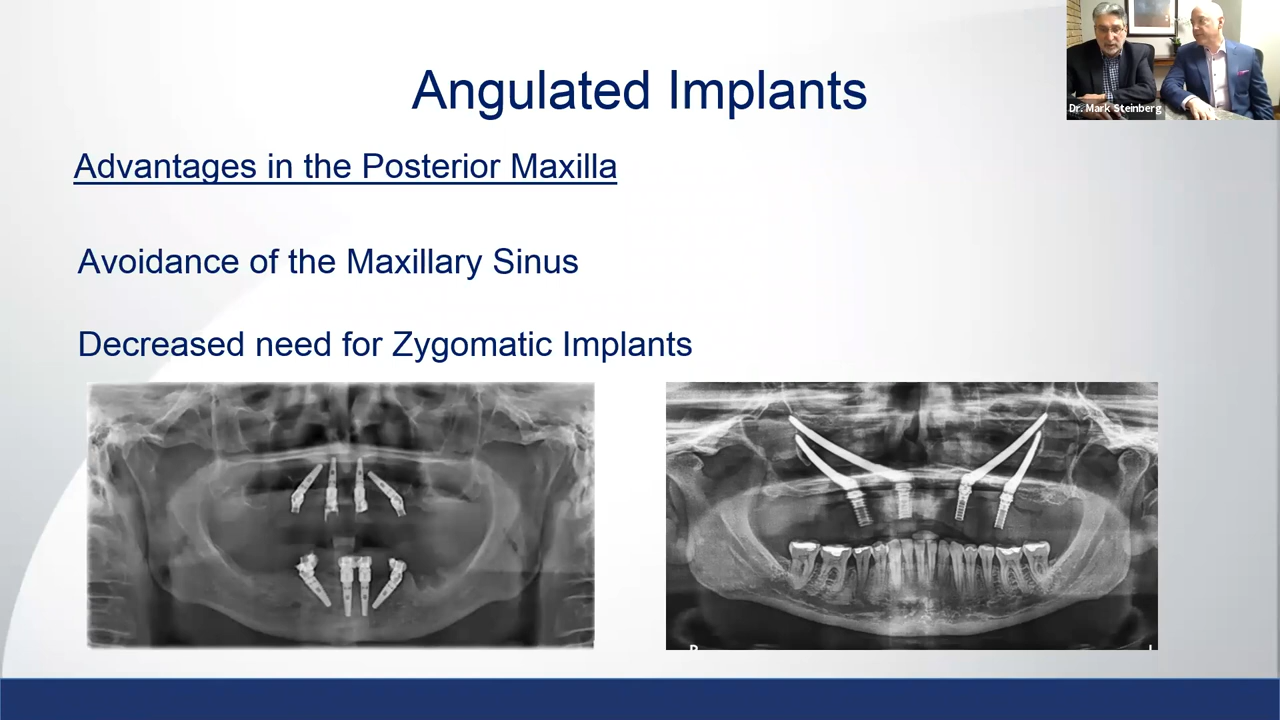 Angulated Implants
Dr. Mark Steinberg
Advantages in the Posterior Maxilla
Avoidance of the Maxillary Sinus
Decreased need for Zygomatic Implants